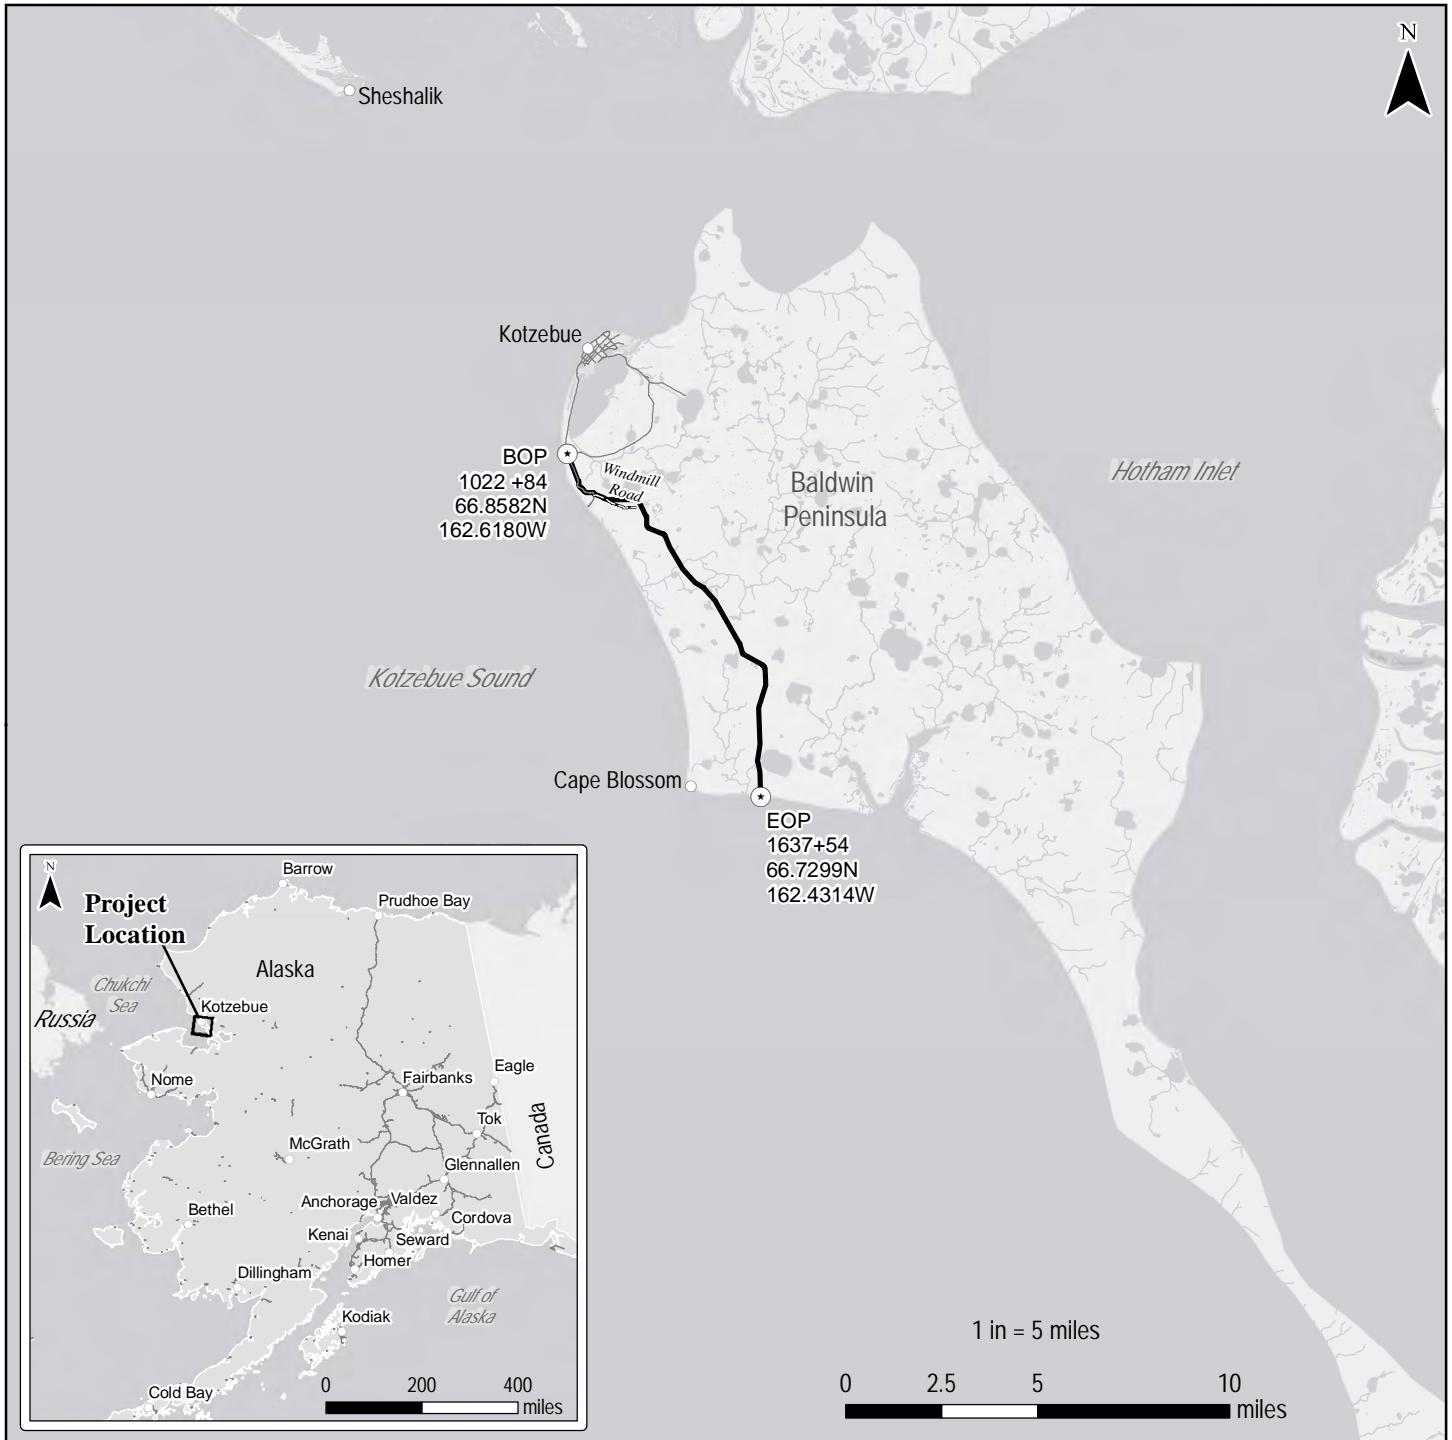 N
Sheshalik
Kotzebue
BOP
1022 +84
66.8582N
162.6180W
Windmill
Road
Baldwin
Peninsula
Hotham Inlet
Kotzebue Sound
Cape Blossom
EOP
1637+54
66.7299N
162.4314W
N
Project
Location
Barrow
Prudhoe Bay
Alaska
Chukchi
Sea
Russia
Kotzebue
Nome
Fairbanks
Eagle
Tok
Canada
McGrath
Bering Sea
Glennallen
Anchorage
Valdez
Bethel
Cordova
Kenai
Seward
Homer
Dillingham
Gulf of
Alaska
Kodiak
Cold Bay
0 200 400
miles
1 in = 5 miles
0 2.5 5 10
miles